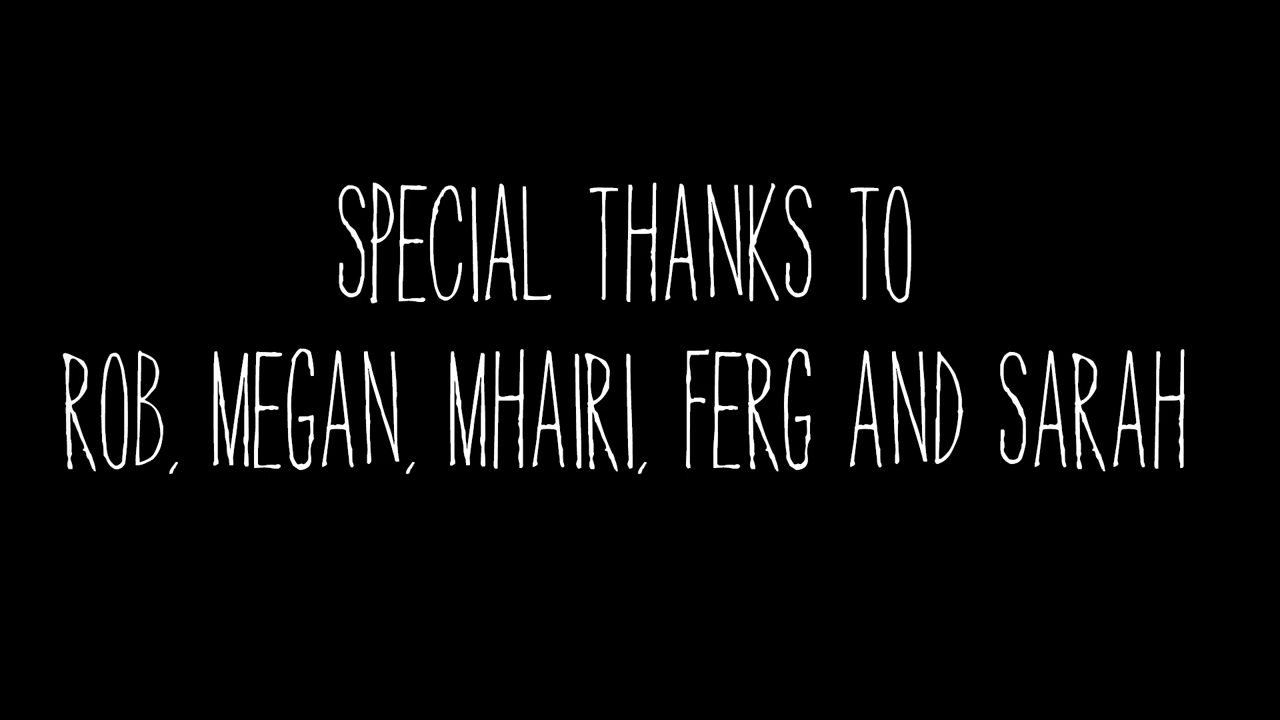 SPECIAL THANKS TO
ROB, MEGAN, MHAIRI, FERG AND SARAH